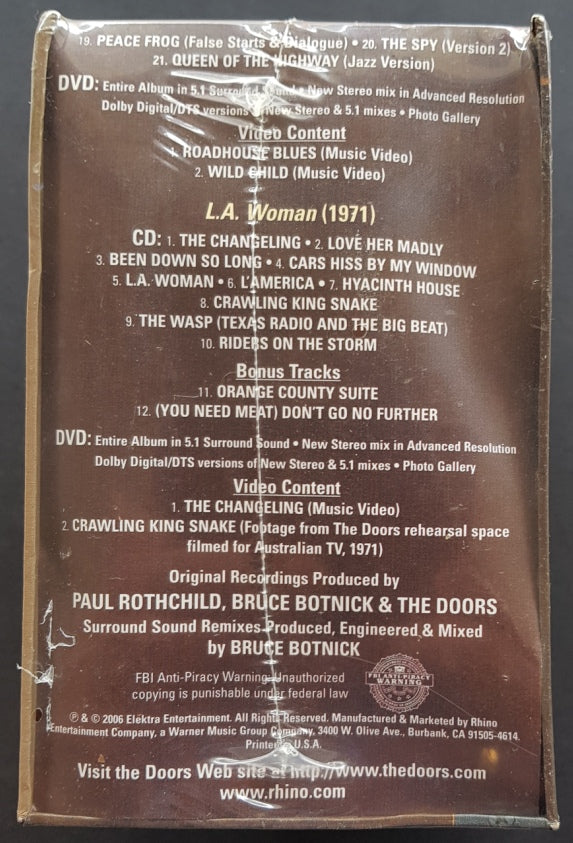 19. PEACE FROG (False Starts & Dialogue) • 20. THE SPY (Version 2)
21. QUEEN OF THE HIGHWAY (Jazz Version)
DVD: Entire Album in 5.1 Surround Sound • New Stereo mix in Advanced Resolution
Dolby Digital/DTS versions of New Stereo & 5.1 mixes • Photo Gallery
Video Content
1. ROADHOUSE BLUES (Music Video)
2. WILD CHILD (Music Video)
L.A. Woman (1971)
CD: 1. THE CHANGELING • 2. LOVE HER MADLY
3. BEEN DOWN SO LONG • 4. CARS HISS BY MY WINDOW
5. L.A. WOMAN • 6. L'AMERICA • 7. HYACINTH HOUSE
8. CRAWLING KING SNAKE
9. THE WASP (TEXAS RADIO AND THE BIG BEAT)
10. RIDERS ON THE STORM
Bonus Tracks
11. ORANGE COUNTY SUITE
12. (YOU NEED MEAT) DON'T GO NO FURTHER
DVD: Entire Album in 5.1 Surround Sound • New Stereo mix in Advanced Resolution
Dolby Digital/DTS versions of New Stereo & 5.1 mixes • Photo Gallery
Video Content
1. THE CHANGELING (Music Video)
2. CRAWLING KING SNAKE (Footage from The Doors rehearsal space
filmed for Australian TV, 1971)
Original Recordings Produced by
PAUL ROTHCHILD, BRUCE BOTNICK & THE DOORS
Surround Sound Remixes Produced, Engineered & Mixed
by BRUCE BOTNICK
FBI Anti-Piracy Warning: Unauthorized
copying is punishable under federal law
FBI ANTI-PIRACY
WARNING
℗ & © 2006 Elektra Entertainment. All Rights Reserved. Manufactured & Marketed by Rhino
Entertainment Company, a Warner Music Group Company, 3400 W. Olive Ave., Burbank, CA 91505-4614.
Printed in U.S.A.
Visit the Doors Web site at http://www.thedoors.com
www.rhino.com